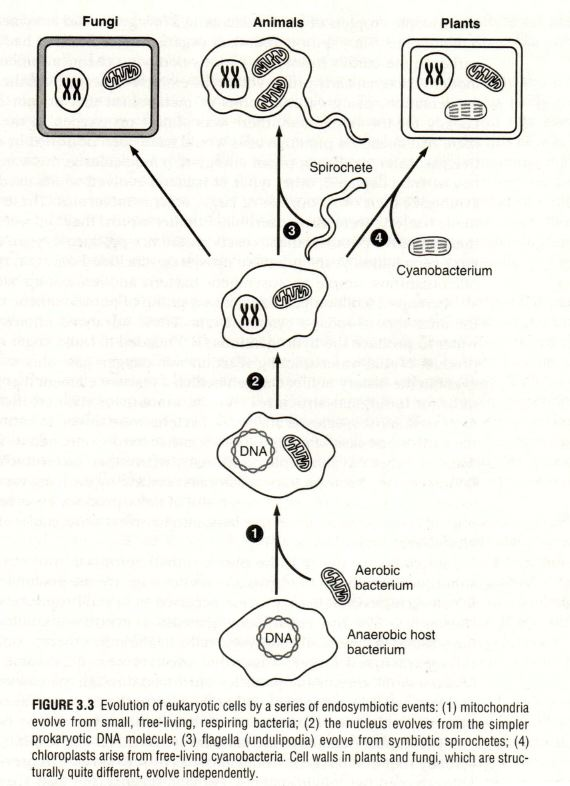 Fungi
Animals
Plants
Spirochete
3
4
Cyanobacterium
2
DNA
1
Aerobic
bacterium
DNA
Anaerobic host
bacterium
FIGURE 3.3 Evolution of eukaryotic cells by a series of endosymbiotic events: (1) mitochondria
evolve from small, free-living, respiring bacteria; (2) the nucleus evolves from the simpler
prokaryotic DNA molecule; (3) flagella (undulipodia) evolve from symbiotic spirochetes; (4)
chloroplasts arise from free-living cyanobacteria. Cell walls in plants and fungi, which are struc-
turally quite different, evolve independently.